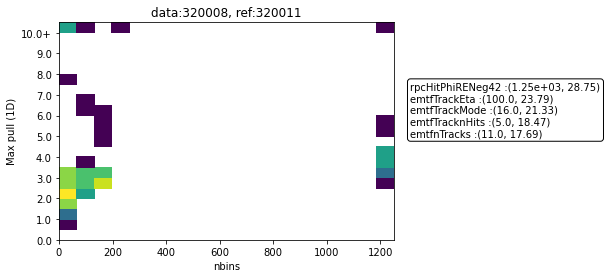 data:320008, ref:320011
Max pull (1D)
10.0+
9.0
8.0
7.0
6.0
5.0
4.0
3.0
2.0
1.0
0.0
0
200
400
600
800
1000
1200
nbins
rpcHitPhiRENeg42 :(1.25e+03, 28.75)
emtfTrackEta :(100.0, 23.79)
emtfTrackMode :(16.0, 21.33)
emtfTracknHits :(5.0, 18.47)
emtfnTracks :(11.0, 17.69)